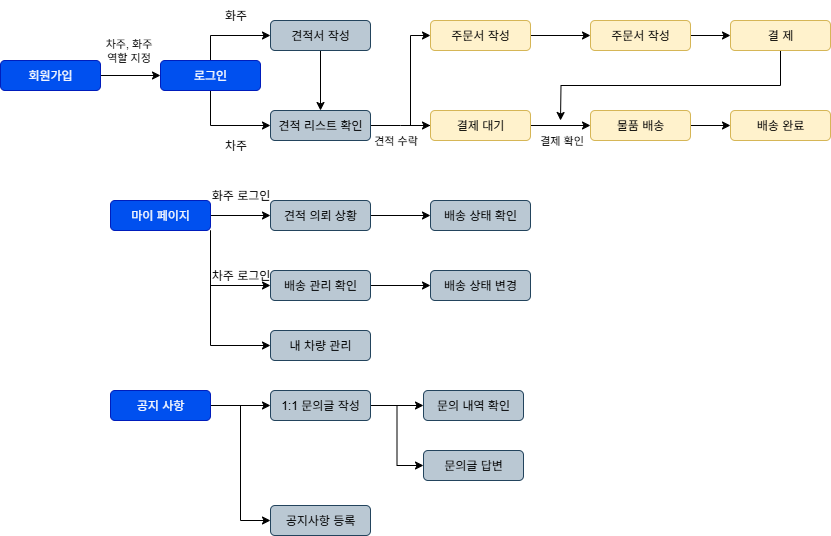 화주
견적서 작성
주문서 작성
주문서 작성
결 제
차주, 화주
역할 지정
회원가입
로그인
견적 리스트 확인
결제 대기
물품 배송
배송 완료
차주
견적 수락
결제 확인
화주 로그인
마이 페이지
견적 의뢰 상황
배송 상태 확인
차주 로그인
배송 관리 확인
배송 상태 변경
내 차량 관리
공지 사항
1:1 문의글 작성
문의 내역 확인
문의글 답변
공지사항 등록